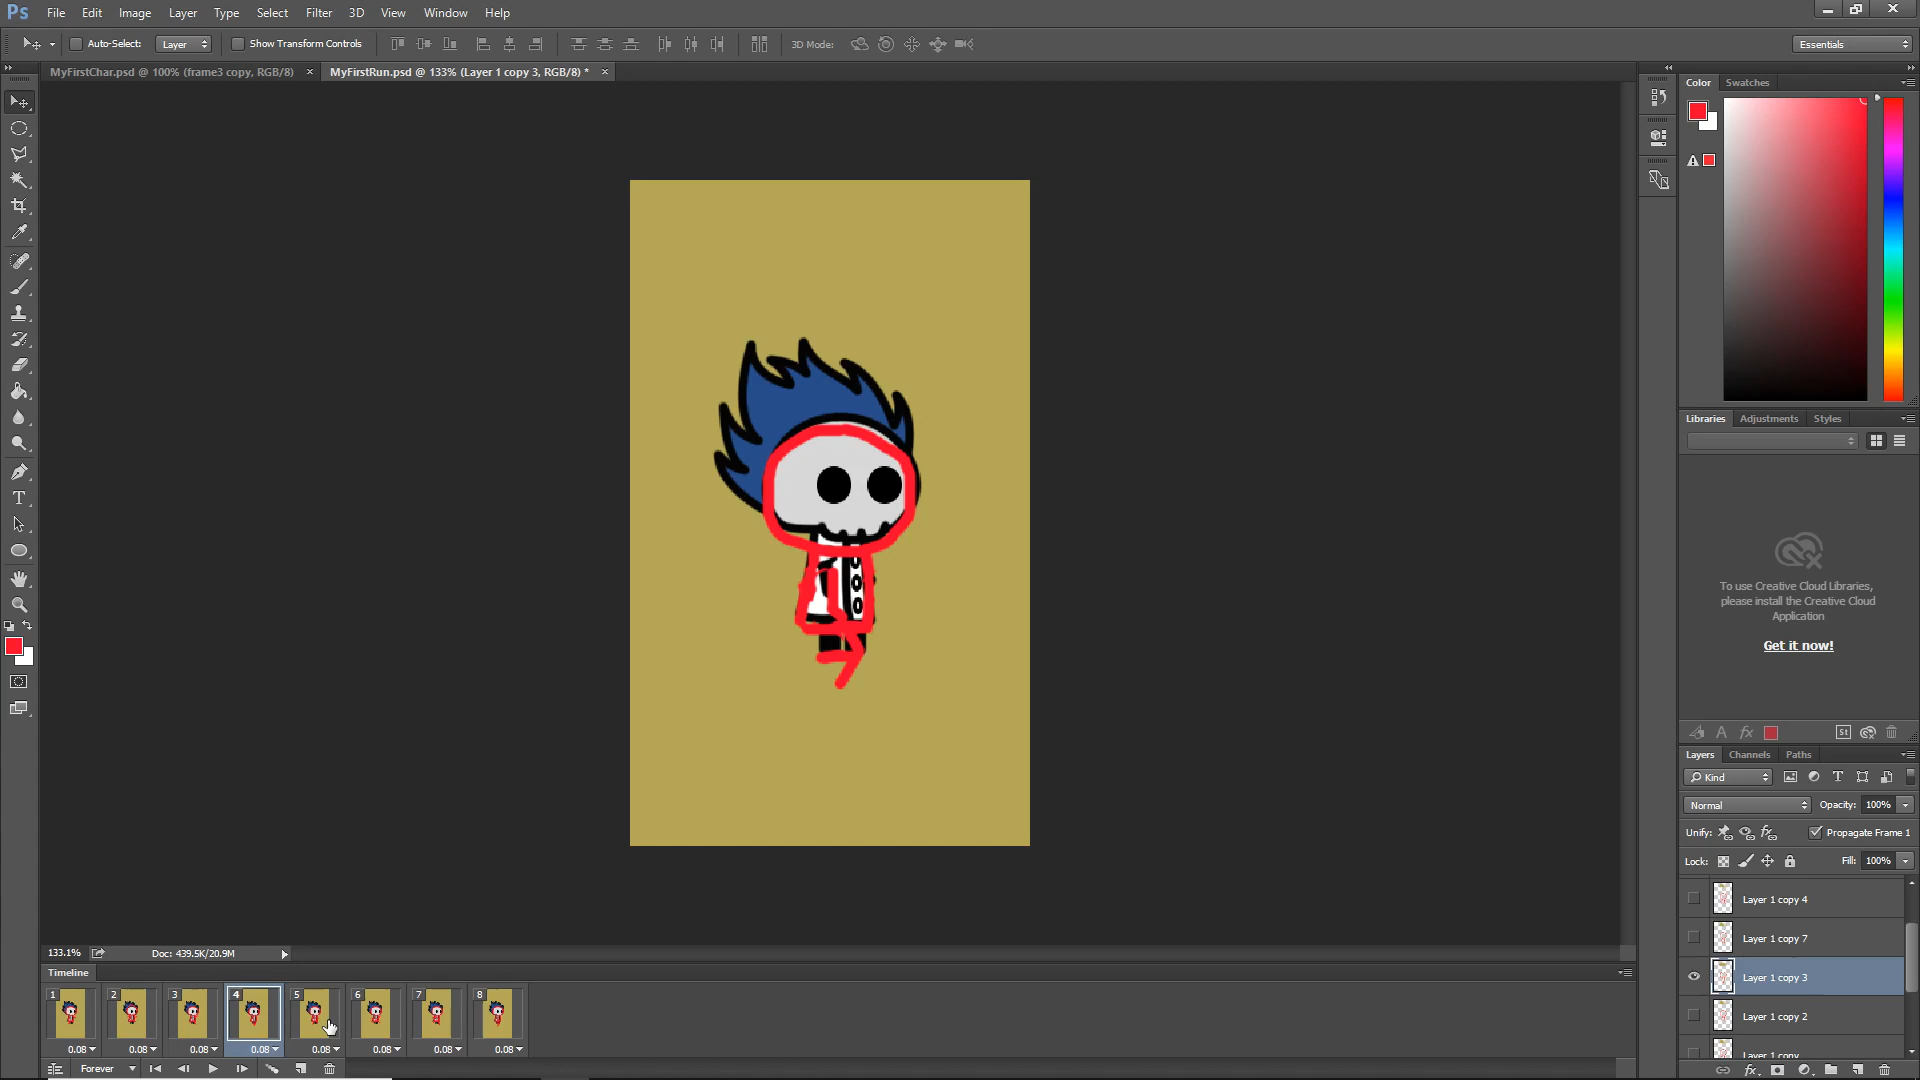 Ps File Edit Image Layer Type Select Filter 3D View Window Help
Auto-Select: Layer Show Transform Controls 3D Mode: Essentials
MyFirstChar.psd @ 100% (frame3 copy, RGB/8) × MyFirstRun.psd @ 133% (Layer 1 copy 3, RGB/8) * ×
Color Swatches
Libraries Adjustments Styles
To use Creative Cloud Libraries,
please install the Creative Cloud
Application
Get it now!
T
A fx St
Layers Channels Paths
Kind T
Normal Opacity: 100%
Unify: Propagate Frame 1
Lock: Fill: 100%
Layer 1 copy 4
Layer 1 copy 7
Layer 1 copy 3
Layer 1 copy 2
Layer 1 copy
fx
133.1% Doc: 439.5K/20.9M
Timeline
1 2 3 4 5 6 7 8
0.08 0.08 0.08 0.08 0.08 0.08 0.08 0.08
Forever